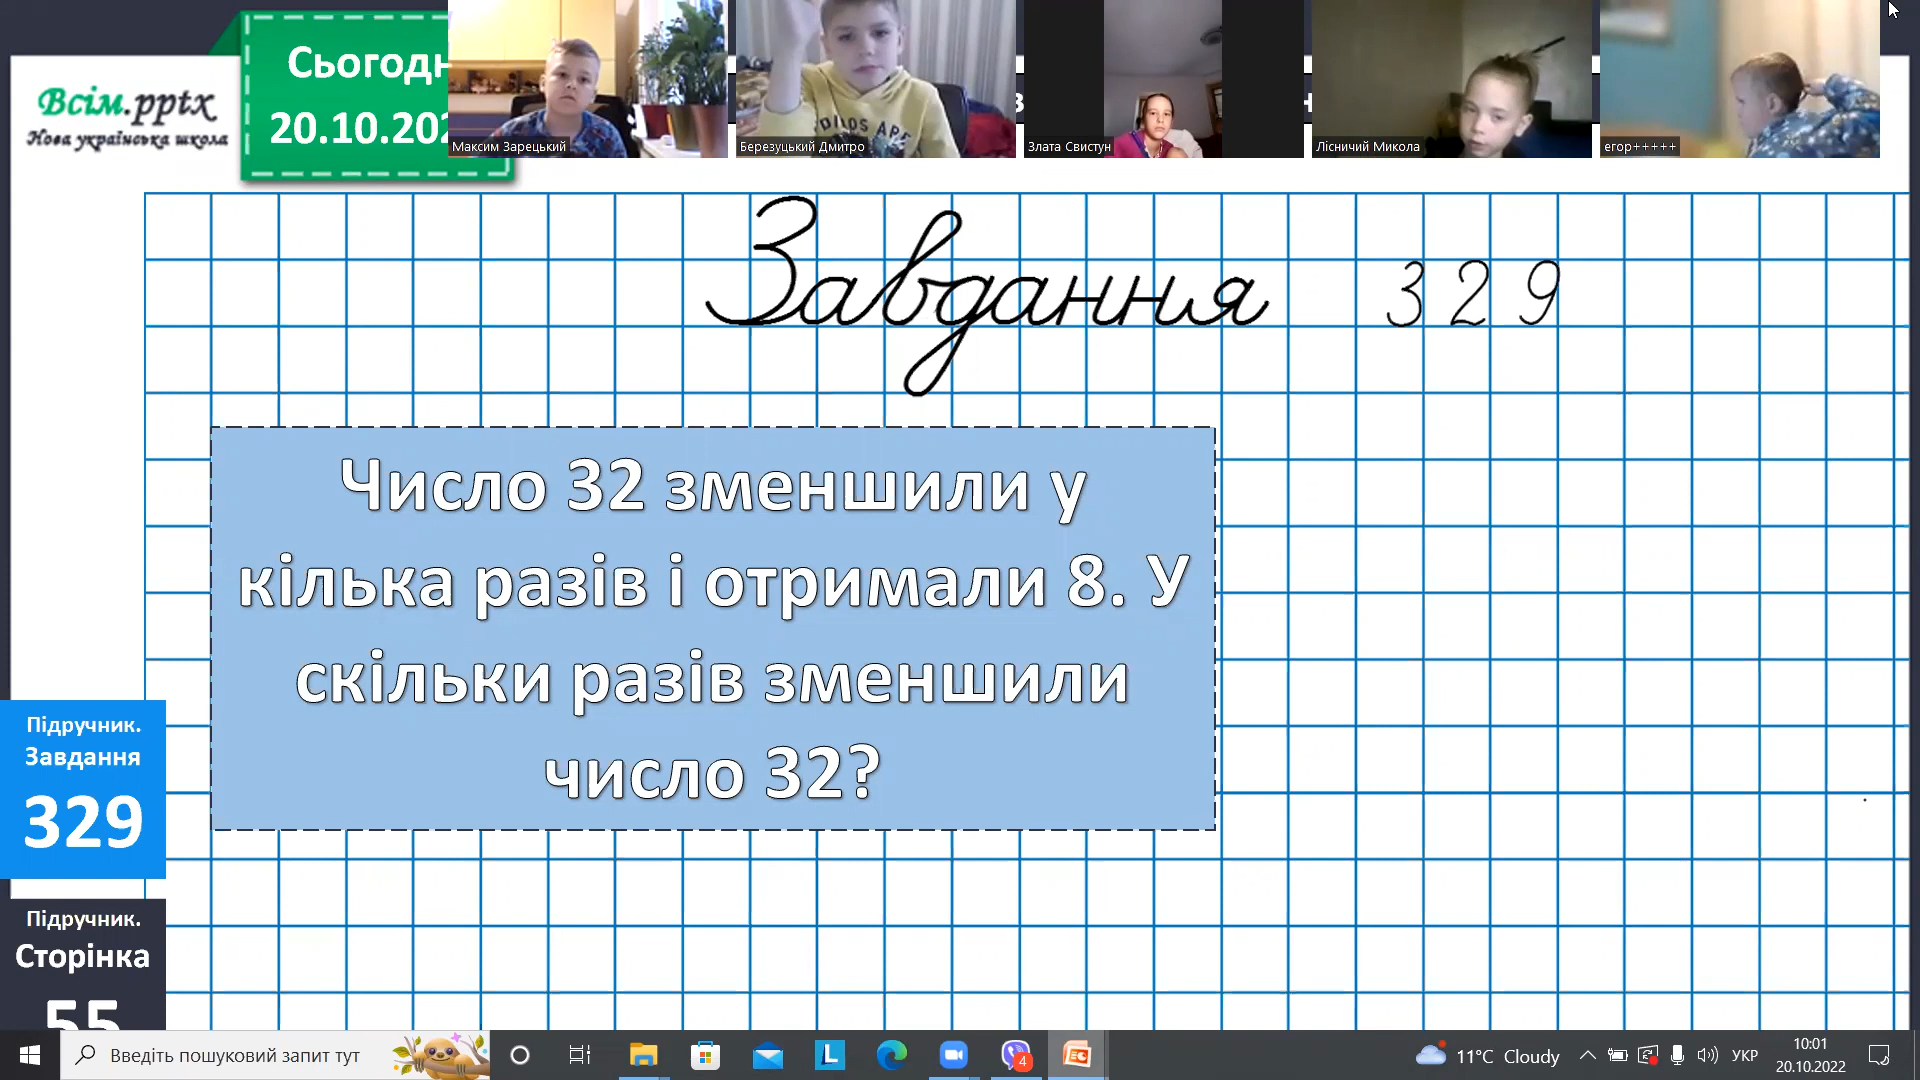 Сьогодн
20.10.202
Всім.pptx
Нова українська школа
Максим Зарецький
Березуцький Дмитро
Злата Свистун
Лісничий Микола
егор+++++
Завдання 329
Число 32 зменшили у
кілька разів і отримали 8. У
скільки разів зменшили
число 32?
Підручник.
Завдання
329
Підручник.
Сторінка
55
Введіть пошуковий запит тут
L
4
11°C Cloudy
УКР
10:01
20.10.2022